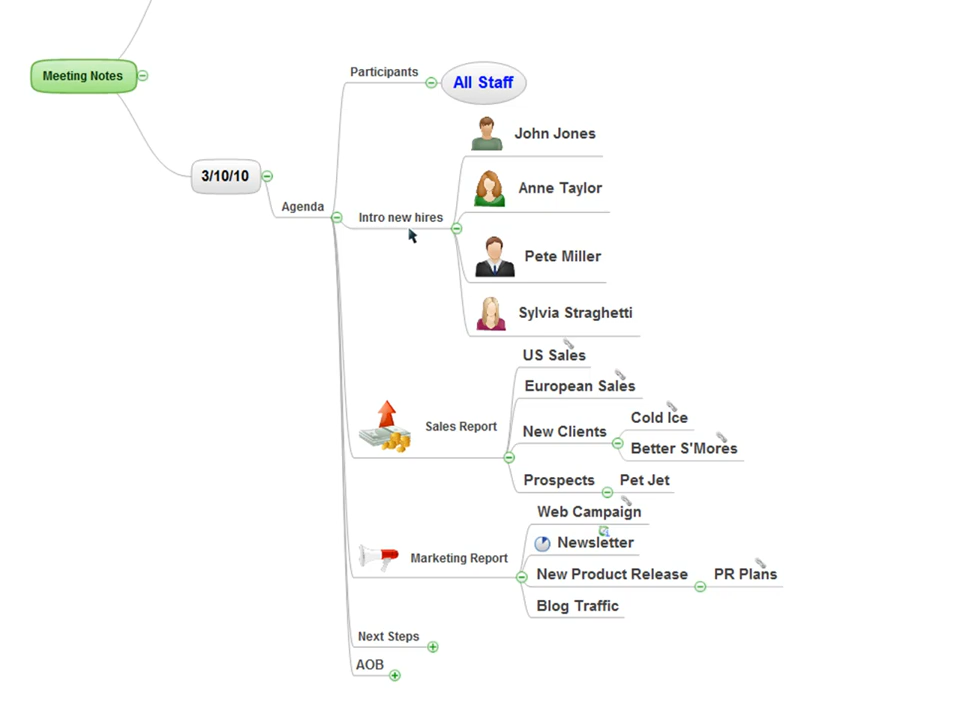 Meeting Notes
3/10/10
Agenda
Participants
All Staff
Intro new hires
John Jones
Anne Taylor
Pete Miller
Sylvia Straghetti
Sales Report
US Sales
European Sales
New Clients
Cold Ice
Better S'Mores
Prospects
Pet Jet
Marketing Report
Web Campaign
Newsletter
New Product Release
PR Plans
Blog Traffic
Next Steps
AOB